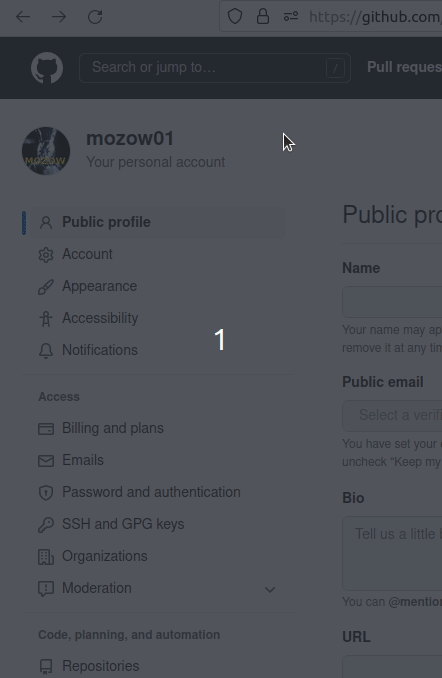 https://github.com
Search or jump to…
/
Pull reques
mozow01
Your personal account
MOZOW
Public profile
Account
Appearance
Accessibility
Notifications
Access
Billing and plans
Emails
Password and authentication
SSH and GPG keys
Organizations
Moderation
Code, planning, and automation
Repositories
1
Public pro
Name
Your name may ap
remove it at any tim
Public email
Select a verifi
You have set your
uncheck “Keep my
Bio
Tell us a little
You can @mention
URL